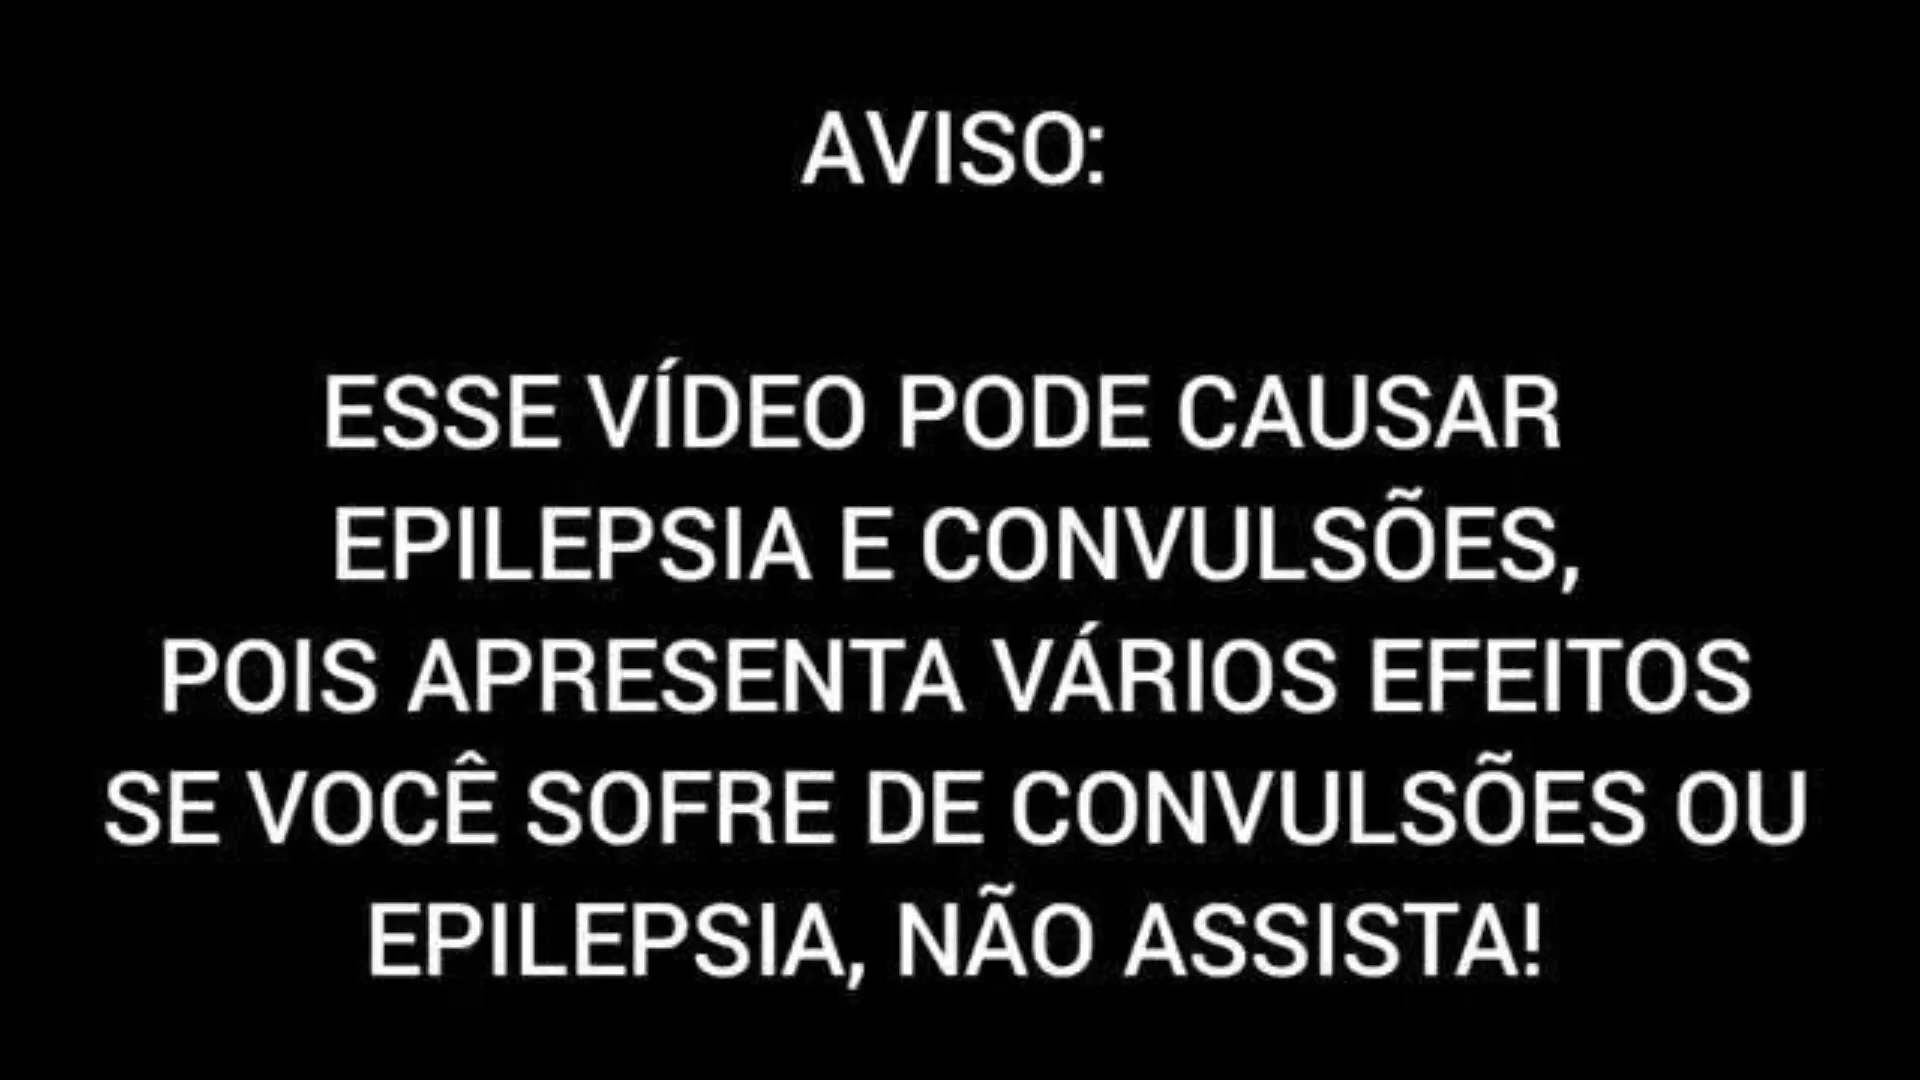 AVISO:
ESSE VÍDEO PODE CAUSAR
EPILEPSIA E CONVULSÕES,
POIS APRESENTA VÁRIOS EFEITOS
SE VOCÊ SOFRE DE CONVULSÕES OU
EPILEPSIA, NÃO ASSISTA!